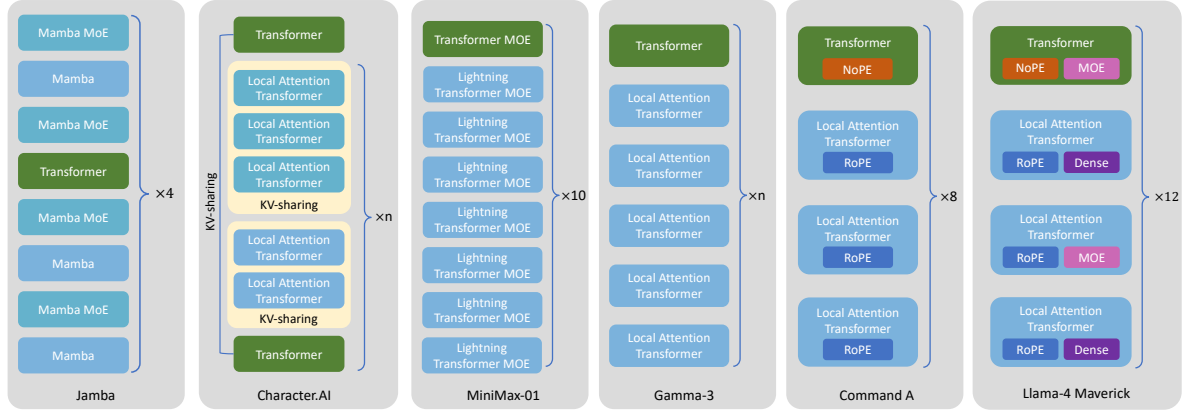 Mamba MoE
Mamba
Mamba MoE
Transformer
Mamba MoE
Mamba
Mamba MoE
Mamba
×4
Jamba
KV-sharing
Transformer
Local Attention
Transformer
Local Attention
Transformer
Local Attention
Transformer
KV-sharing
Local Attention
Transformer
Local Attention
Transformer
KV-sharing
Transformer
×n
Character.AI
Transformer MOE
Lightning
Transformer MOE
Lightning
Transformer MOE
Lightning
Transformer MOE
Lightning
Transformer MOE
Lightning
Transformer MOE
Lightning
Transformer MOE
Lightning
Transformer MOE
×10
MiniMax-01
Transformer
Local Attention
Transformer
Local Attention
Transformer
Local Attention
Transformer
Local Attention
Transformer
Local Attention
Transformer
×n
Gamma-3
Transformer
NoPE
Local Attention
Transformer
RoPE
Local Attention
Transformer
RoPE
Local Attention
Transformer
RoPE
×8
Command A
Transformer
NoPE MOE
Local Attention
Transformer
RoPE Dense
Local Attention
Transformer
RoPE MOE
Local Attention
Transformer
RoPE Dense
×12
Llama-4 Maverick